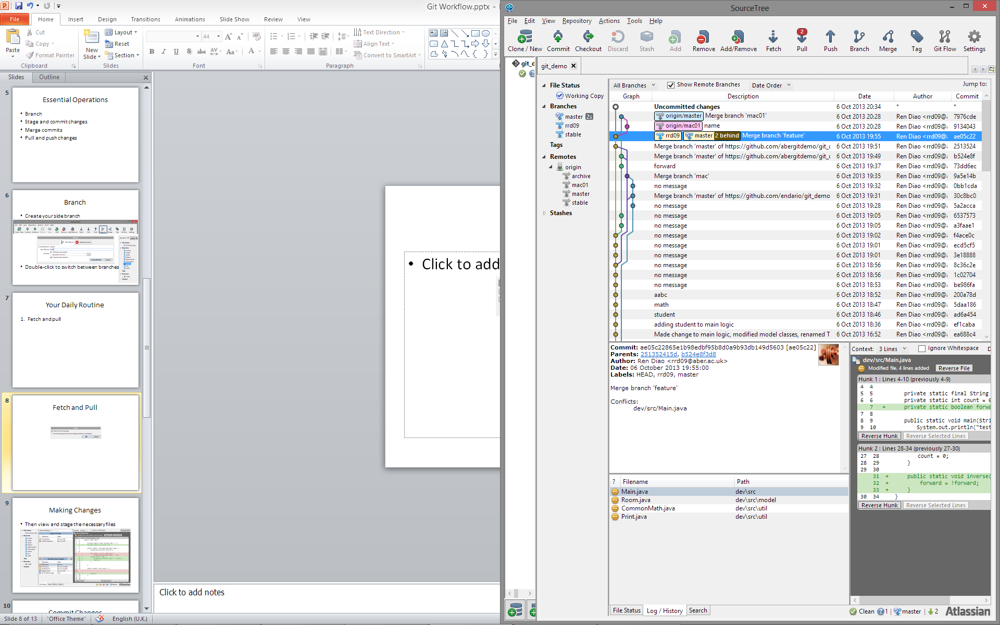 Git Workflow.pptx -
File Home Insert Design Transitions Animations Slide Show Review View
Paste
Cut
Copy
Format Painter
Clipboard
New
Slide
Layout
Reset
Section
Slides
44
Font
Text Direction
Align Text
Convert to SmartArt
Paragraph
Slides Outline
5
Essential Operations
• Branch
• Stage and commit changes
• Merge commits
• Pull and push changes
6
Branch
• Create your side branch
• Double-click to switch between branches
7
Your Daily Routine
1. Fetch and pull
8
Fetch and Pull
9
Making Changes
• Then view and stage the necessary files
10
Commit Changes
• Click to add
Click to add notes
Slide 8 of 13 "Office Theme" English (U.K.)
SourceTree
File Edit View Repository Actions Tools Help
Clone / New Commit Checkout Discard Stash Add Remove Add/Remove Fetch Pull Push Branch Merge Tag Git Flow Settings
2
git_d
git_demo
File Status
Working Copy
Branches
master 2↓
rrd09
stable
Tags
Remotes
origin
archive
mac01
master
stable
Stashes
All Branches Show Remote Branches Date Order Jump to:
Graph Description Date Author Commit
Uncommitted changes 6 Oct 2013 20:34 * *
origin/master Merge branch 'mac01' 6 Oct 2013 20:28 Ren Diao <rrd09@ 7976cde
origin/mac01 name 6 Oct 2013 20:28 Ren Diao <rrd09@ 9134043
rrd09 master 2 behind Merge branch 'feature' 6 Oct 2013 19:55 Ren Diao <rrd09@ ae05c22
Merge branch 'master' of https://github.com/abergitdemo/git_c 6 Oct 2013 19:51 Ren Diao <rrd09@ 2513524
Merge branch 'master' of https://github.com/abergitdemo/git_c 6 Oct 2013 19:49 Ren Diao <rrd09@ b524e8f
forward 6 Oct 2013 19:37 Ren Diao <rrd09@ 73dd6ec
Merge branch 'mac' 6 Oct 2013 19:35 Ren Diao <rrd09@ 9a5e14b
no message 6 Oct 2013 19:32 Ren Diao <rrd09@ 0bb1cda
Merge branch 'master' of https://github.com/endario/git_demo 6 Oct 2013 19:31 Ren Diao <rrd09@ 30c8bc0
no message 6 Oct 2013 19:28 Ren Diao <rrd09@ 5a2acca
no message 6 Oct 2013 19:05 Ren Diao <rrd09@ 6537573
no message 6 Oct 2013 19:05 Ren Diao <rrd09@ a3faae1
no message 6 Oct 2013 19:02 Ren Diao <rrd09@ f4ace0c
no message 6 Oct 2013 19:01 Ren Diao <rrd09@ ecd5cf5
no message 6 Oct 2013 19:01 Ren Diao <rrd09@ 3e18888
no message 6 Oct 2013 18:56 Ren Diao <rrd09@ 8c36c2e
no message 6 Oct 2013 18:56 Ren Diao <rrd09@ 1c02704
no message 6 Oct 2013 18:53 Ren Diao <rrd09@ be986fa
aabc 6 Oct 2013 18:52 Ren Diao <rrd09@ 200a78d
math 6 Oct 2013 18:47 Ren Diao <rrd09@ 5daa186
student 6 Oct 2013 18:46 Ren Diao <rrd09@ ad6a454
adding student to main logic 6 Oct 2013 18:36 Ren Diao <rrd09@ ef1caba
Made change to main logic, modified model classes, renamed T 6 Oct 2013 16:52 Ren Diao <rrd09@ ea688c4
Commit: ae05c22865e1b98edbf95b8d0a9b93db149d5603 [ae05c22]
Parents: 251352415d, b524e8f3d8
Author: Ren Diao <rrd09@aber.ac.uk>
Date: 06 October 2013 19:55:00
Labels: HEAD, rrd09, master
Merge branch 'feature'
Conflicts:
dev/src/Main.java
? Filename Path
Main.java dev\src
Room.java dev\src\model
CommonMath.java dev\src\util
Print.java dev\src\util
Context: 3 Lines Ignore Whitespace
dev/src/Main.java
Modified file, 4 lines added Reverse File
Hunk 1 : Lines 4-10 (previously 4-9)
4 4
5 5 private static final String
6 6 private static int count = 0
7 + private static boolean forwa
7 8
8 9 public static void main(Stri
9 10 System.out.println("test
Reverse Hunk Reverse Selected Lines
Hunk 2 : Lines 28-34 (previously 27-30)
27 28 count = 0;
28 29 }
29 30
31 + public static void inverse(
32 + forward = !forward;
33 + }
30 34 }
Reverse Hunk Reverse Selected Lines
File Status Log / History Search
Clean 1 master 2 Atlassian